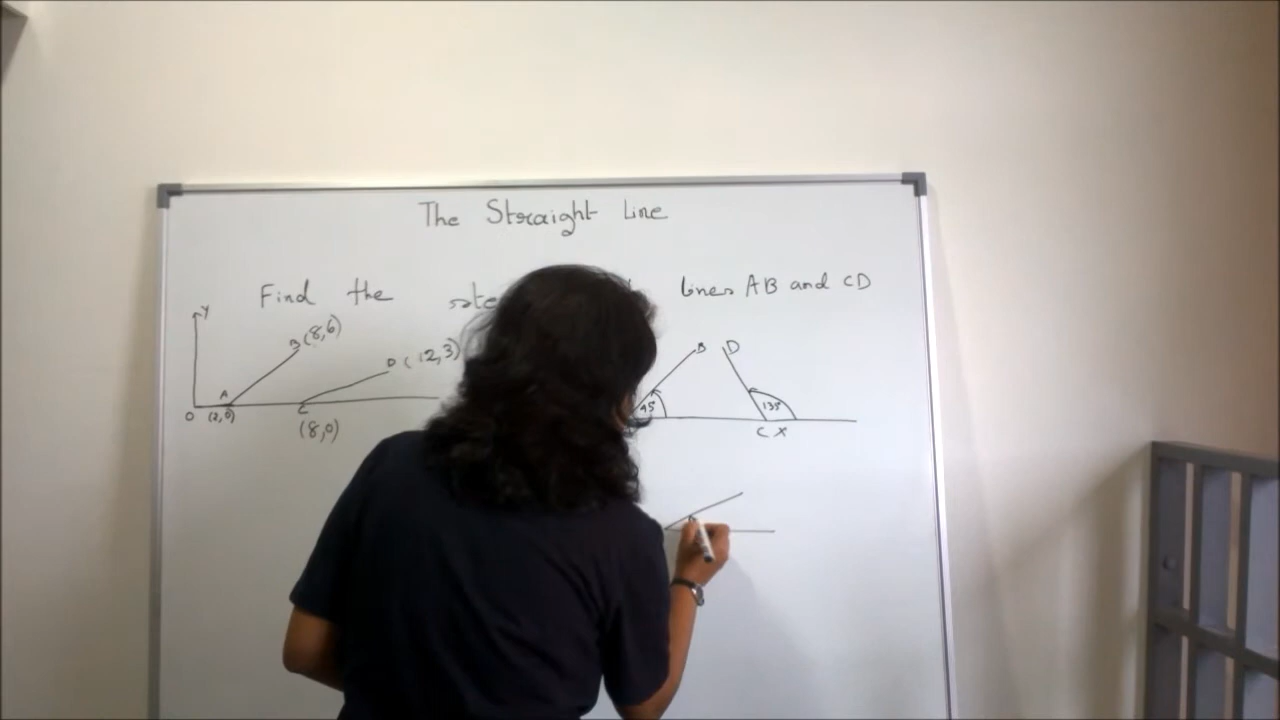 The Straight Line
Find the lines AB and CD
Y
B (8,6)
D (12,3)
B D
A
45 135°
O (2,0) C
C X
(8,0)